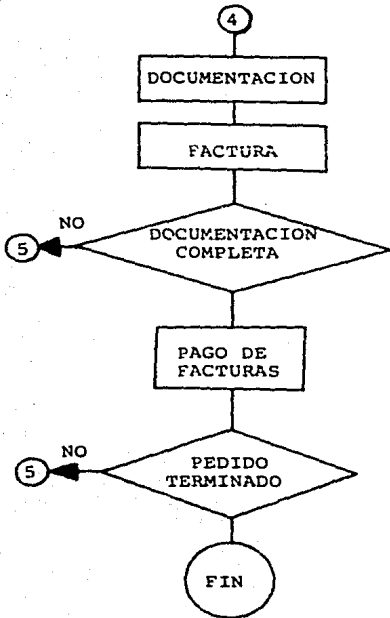 4
DOCUMENTACION
FACTURA
NO
DOCUMENTACION
5
COMPLETA
PAGO DE
FACTURAS
NO
PEDIDO
5
TERMINADO
FIN